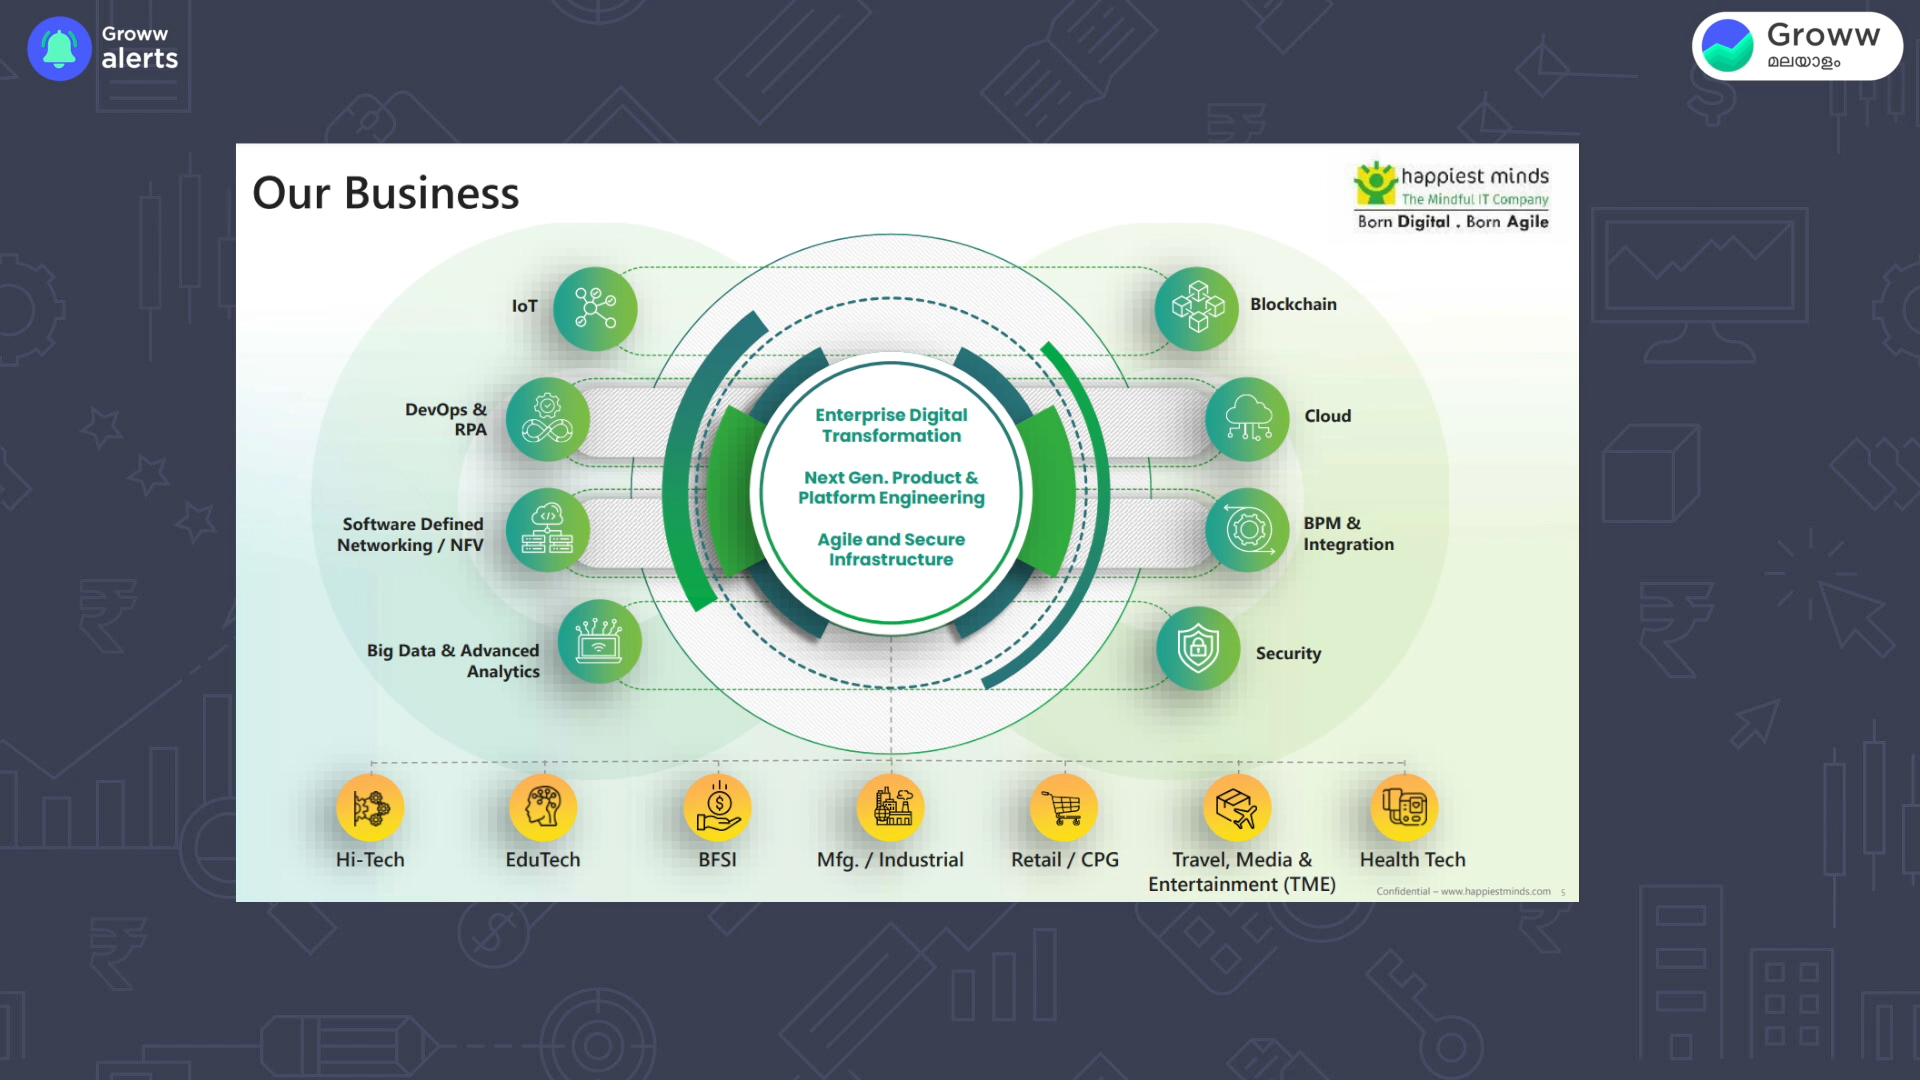 Groww
alerts
Groww
മലയാളം
Our Business
happiest minds
The Mindful IT Company
Born Digital . Born Agile
IoT
Blockchain
DevOps &
RPA
Cloud
Enterprise Digital
Transformation
Next Gen. Product &
Platform Engineering
Agile and Secure
Infrastructure
Software Defined
Networking / NFV
BPM &
Integration
Big Data & Advanced
Analytics
Security
Hi-Tech
EduTech
BFSI
Mfg. / Industrial
Retail / CPG
Travel, Media &
Entertainment (TME)
Health Tech
Confidential – www.happiestminds.com 5